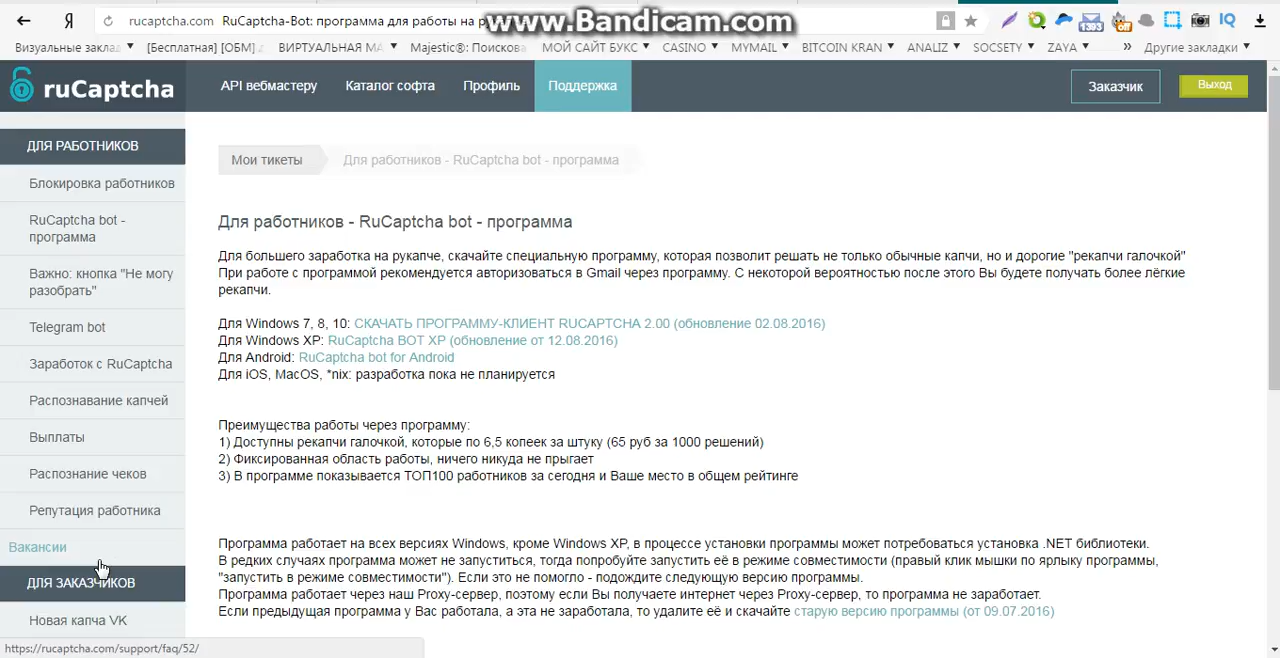 rucaptcha.com RuCaptcha-Bot: программа для работы на
www.Bandicam.com
1393
off
IQ
[Бесплатная] [ОБМ]
ВИРТУАЛЬНАЯ МА
Majestic®: Поискова
МОЙ САЙТ БУКС
CASINO
MYMAIL
BITCOIN KRAN
ANALIZ
SOCSETY
ZAYA
»
Другие закладки
Визуальные заклад
ruCaptcha
API вебмастеру
Каталог софта
Профиль
Поддержка
Заказчик
Выход
ДЛЯ РАБОТНИКОВ
Блокировка работников
RuCaptcha bot -
программа
Важно: кнопка "Не могу
разобрать"
Telegram bot
Заработок с RuCaptcha
Распознавание капчей
Выплаты
Распознание чеков
Репутация работника
Вакансии
ДЛЯ ЗАКАЗЧИКОВ
Новая капча VK
Мои тикеты
Для работников - RuCaptcha bot - программа
Для работников - RuCaptcha bot - программа
Для большего заработка на рукапче, скачайте специальную программу, которая позволит решать не только обычные капчи, но и дорогие "рекапчи галочкой"
При работе с программой рекомендуется авторизоваться в Gmail через программу. С некоторой вероятностью после этого Вы будете получать более лёгкие
рекапчи.
Для Windows 7, 8, 10: СКАЧАТЬ ПРОГРАММУ-КЛИЕНТ RUCAPTCHA 2.00 (обновление 02.08.2016)
Для Windows XP: RuCaptcha BOT XP (обновление от 12.08.2016)
Для Android: RuCaptcha bot for Android
Для iOS, MacOS, *nix: разработка пока не планируется
Преимущества работы через программу:
1) Доступны рекапчи галочкой, которые по 6,5 копеек за штуку (65 руб за 1000 решений)
2) Фиксированная область работы, ничего никуда не прыгает
3) В программе показывается ТОП100 работников за сегодня и Ваше место в общем рейтинге
Программа работает на всех версиях Windows, кроме Windows XP, в процессе установки программы может потребоваться установка .NET библиотеки.
В редких случаях программа может не запуститься, тогда попробуйте запустить её в режиме совместимости (правый клик мышки по ярлыку программы,
"запустить в режиме совместимости"). Если это не помогло - подождите следующую версию программы.
Программа работает через наш Proxy-сервер, поэтому если Вы получаете интернет через Proxy-сервер, то программа не заработает.
Если предыдущая программа у Вас работала, а эта не заработала, то удалите её и скачайте старую версию программы (от 09.07.2016)
https://rucaptcha.com/support/faq/52/